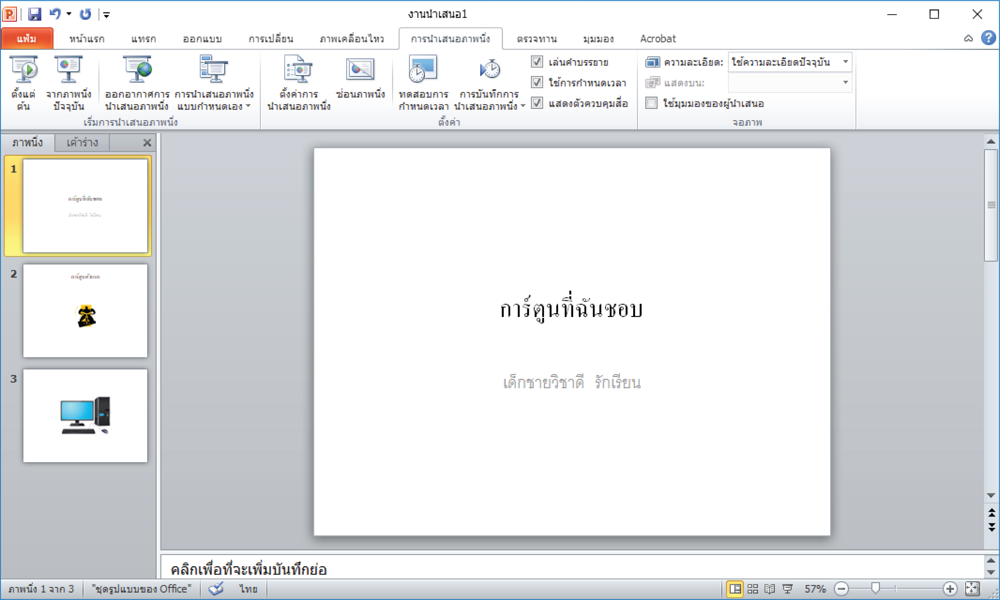 งานนำเสนอ1
แฟ้ม หน้าแรก แทรก ออกแบบ การเปลี่ยน ภาพเคลื่อนไหว การนำเสนอภาพนิ่ง ตรวจทาน มุมมอง Acrobat
ตั้งแต่
ต้น
จากภาพนิ่ง
ปัจจุบัน
ออกอากาศการ
นำเสนอภาพนิ่ง
การนำเสนอภาพนิ่ง
แบบกำหนดเอง
เริ่มการนำเสนอภาพนิ่ง
ตั้งค่าการ
นำเสนอภาพนิ่ง
ซ่อนภาพนิ่ง
ทดสอบการ
กำหนดเวลา
การบันทึกการ
นำเสนอภาพนิ่ง
เล่นคำบรรยาย
ใช้การกำหนดเวลา
แสดงตัวควบคุมสื่อ
ตั้งค่า
ความละเอียด: ใช้ความละเอียดปัจจุบัน
แสดงบน:
ใช้มุมมองของผู้นำเสนอ
จอภาพ
ภาพนิ่ง เค้าร่าง
1
การ์ตูนที่ฉันชอบ
2
3
การ์ตูนที่ฉันชอบ
เด็กชายวิชาดี รักเรียน
คลิกเพื่อที่จะเพิ่มบันทึกย่อ
ภาพนิ่ง 1 จาก 3 "ชุดรูปแบบของ Office" ไทย 57%